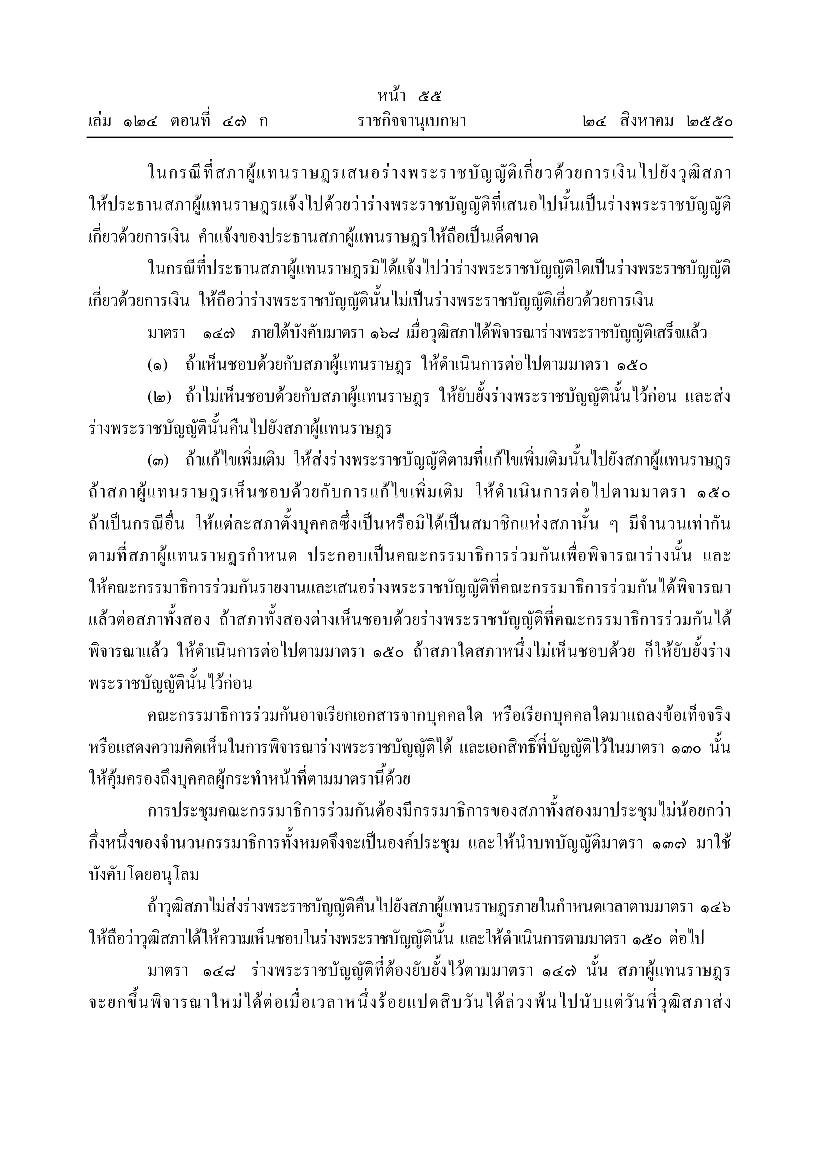 หน้า ๕๕
เล่ม ๑๒๔ ตอนที่ ๔๗ ก ราชกิจจานุเบกษา ๒๔ สิงหาคม ๒๕๕๐
ในกรณีที่สภาผู้แทนราษฎรเสนอร่างพระราชบัญญัติเกี่ยวด้วยการเงินไปยังวุฒิสภา
ให้ประธานสภาผู้แทนราษฎรแจ้งไปด้วยว่าร่างพระราชบัญญัติที่เสนอไปนั้นเป็นร่างพระราชบัญญัติ
เกี่ยวด้วยการเงิน คำแจ้งของประธานสภาผู้แทนราษฎรให้ถือเป็นเด็ดขาด
ในกรณีที่ประธานสภาผู้แทนราษฎรมิได้แจ้งไปว่าร่างพระราชบัญญัติใดเป็นร่างพระราชบัญญัติ
เกี่ยวด้วยการเงิน ให้ถือว่าร่างพระราชบัญญัตินั้นไม่เป็นร่างพระราชบัญญัติเกี่ยวด้วยการเงิน
มาตรา ๑๔๗ ภายใต้บังคับมาตรา ๑๖๘ เมื่อวุฒิสภาได้พิจารณาร่างพระราชบัญญัติเสร็จแล้ว
(๑) ถ้าเห็นชอบด้วยกับสภาผู้แทนราษฎร ให้ดำเนินการต่อไปตามมาตรา ๑๕๐
(๒) ถ้าไม่เห็นชอบด้วยกับสภาผู้แทนราษฎร ให้ยับยั้งร่างพระราชบัญญัตินั้นไว้ก่อน และส่ง
ร่างพระราชบัญญัตินั้นคืนไปยังสภาผู้แทนราษฎร
(๓) ถ้าแก้ไขเพิ่มเติม ให้ส่งร่างพระราชบัญญัติตามที่แก้ไขเพิ่มเติมนั้นไปยังสภาผู้แทนราษฎร
ถ้าสภาผู้แทนราษฎรเห็นชอบด้วยกับการแก้ไขเพิ่มเติม ให้ดำเนินการต่อไปตามมาตรา ๑๕๐
ถ้าเป็นกรณีอื่น ให้แต่ละสภาตั้งบุคคลซึ่งเป็นหรือมิได้เป็นสมาชิกแห่งสภานั้น ๆ มีจำนวนเท่ากัน
ตามที่สภาผู้แทนราษฎรกำหนด ประกอบเป็นคณะกรรมาธิการร่วมกันเพื่อพิจารณาร่างนั้น และ
ให้คณะกรรมาธิการร่วมกันรายงานและเสนอร่างพระราชบัญญัติที่คณะกรรมาธิการร่วมกันได้พิจารณา
แล้วต่อสภาทั้งสอง ถ้าสภาทั้งสองต่างเห็นชอบด้วยร่างพระราชบัญญัติที่คณะกรรมาธิการร่วมกันได้
พิจารณาแล้ว ให้ดำเนินการต่อไปตามมาตรา ๑๕๐ ถ้าสภาใดสภาหนึ่งไม่เห็นชอบด้วย ก็ให้ยับยั้งร่าง
พระราชบัญญัตินั้นไว้ก่อน
คณะกรรมาธิการร่วมกันอาจเรียกเอกสารจากบุคคลใด หรือเรียกบุคคลใดมาแถลงข้อเท็จจริง
หรือแสดงความคิดเห็นในการพิจารณาร่างพระราชบัญญัติได้ และเอกสิทธิ์ที่บัญญัติไว้ในมาตรา ๑๓๐ นั้น
ให้คุ้มครองถึงบุคคลผู้กระทำหน้าที่ตามมาตรานี้ด้วย
การประชุมคณะกรรมาธิการร่วมกันต้องมีกรรมาธิการของสภาทั้งสองมาประชุมไม่น้อยกว่า
กึ่งหนึ่งของจำนวนกรรมาธิการทั้งหมดจึงจะเป็นองค์ประชุม และให้นำบทบัญญัติมาตรา ๑๓๗ มาใช้
บังคับโดยอนุโลม
ถ้าวุฒิสภาไม่ส่งร่างพระราชบัญญัติคืนไปยังสภาผู้แทนราษฎรภายในกำหนดเวลาตามมาตรา ๑๔๖
ให้ถือว่าวุฒิสภาได้ให้ความเห็นชอบในร่างพระราชบัญญัตินั้น และให้ดำเนินการตามมาตรา ๑๕๐ ต่อไป
มาตรา ๑๔๘ ร่างพระราชบัญญัติที่ต้องยับยั้งไว้ตามมาตรา ๑๔๗ นั้น สภาผู้แทนราษฎร
จะยกขึ้นพิจารณาใหม่ได้ต่อเมื่อเวลาหนึ่งร้อยแปดสิบวันได้ล่วงพ้นไปนับแต่วันที่วุฒิสภาส่ง